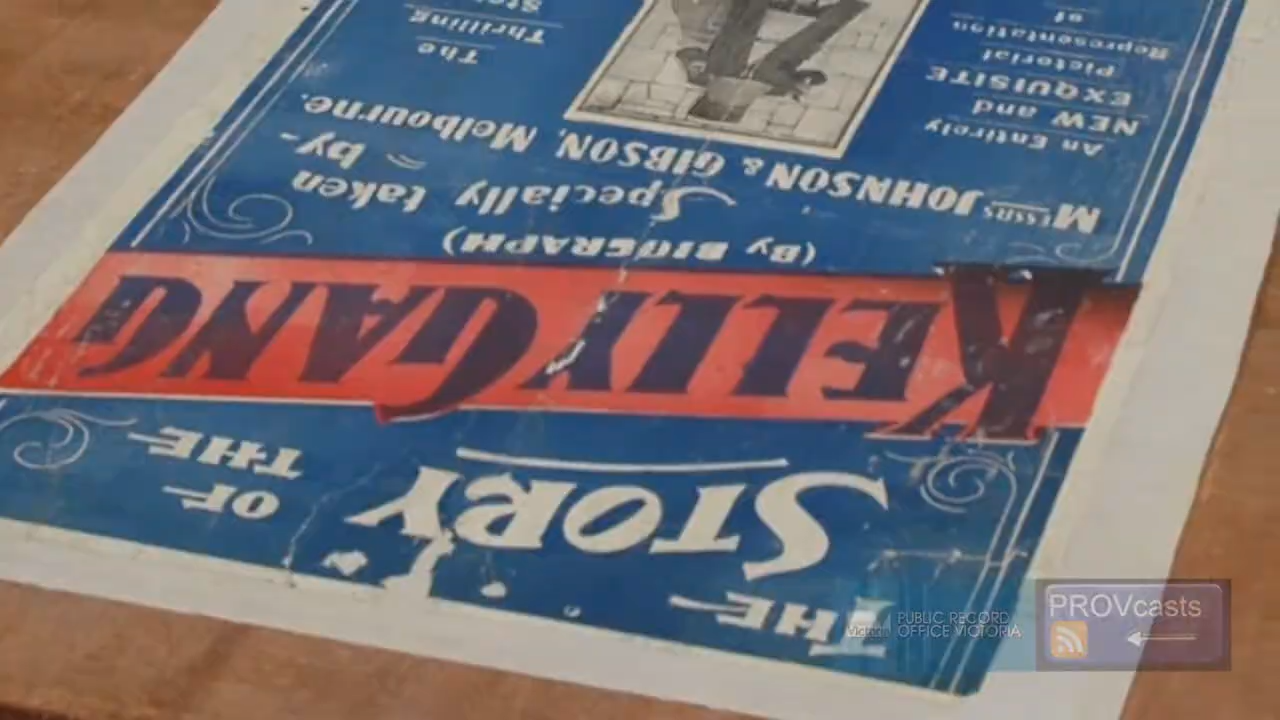 THE
STORY
OF
THE
KELLY GANG
(By BIOGRAPH)
Specially taken by-
MESSRS JOHNSON & GIBSON, Melbourne.
An Entirely
NEW and
EXQUISITE
Pictorial
Representation
of
The
Thrilling
Victoria
PUBLIC RECORD
OFFICE VICTORIA
PROVcasts